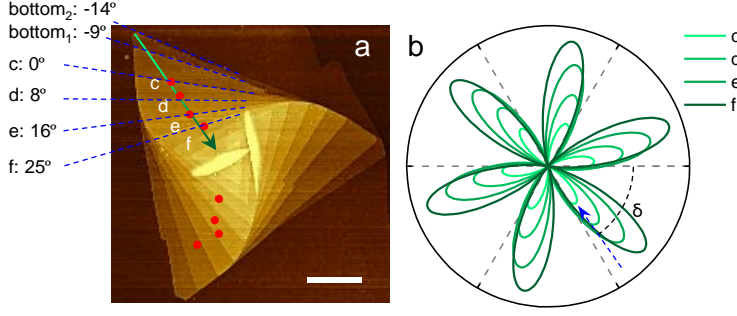 bottom₂: -14º
bottom₁: -9º
c: 0º
d: 8º
e: 16º
f: 25º
a
c
d
e
f
b
δ
e
f